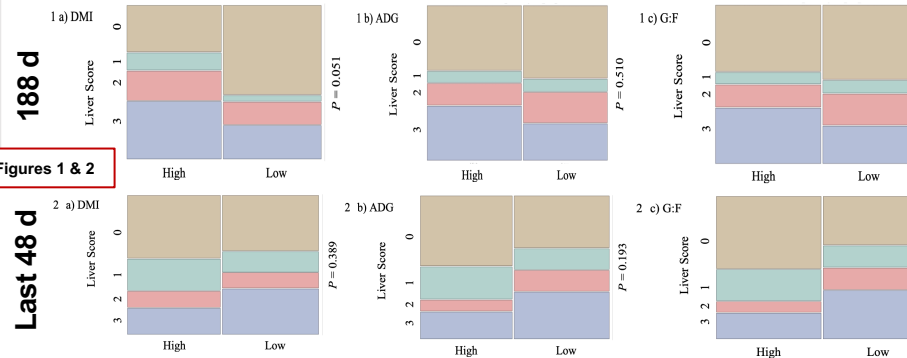 188 d
1 a) DMI
Liver Score
0
1
2
3
High
Low
P = 0.051
1 b) ADG
Liver Score
0
1
2
3
High
Low
P = 0.510
1 c) G:F
Liver Score
0
1
2
3
High
Low
Figures 1 & 2
Last 48 d
2 a) DMI
Liver Score
0
1
2
3
High
Low
P = 0.389
2 b) ADG
Liver Score
0
1
2
3
High
Low
P = 0.193
2 c) G:F
Liver Score
0
1
2
3
High
Low